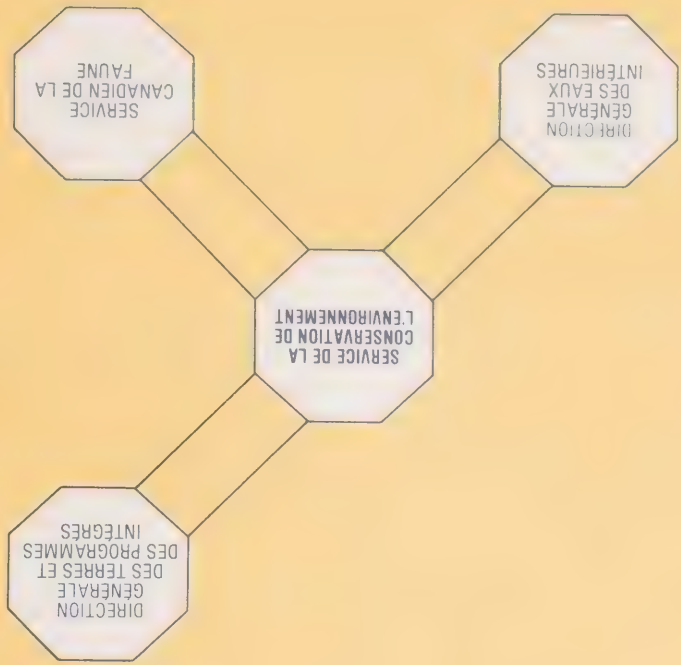 DIRECTION
GÉNÉRALE
DES TERRES ET
DES PROGRAMMES
INTÉGRÉS
SERVICE DE LA
CONSERVATION DE
L'ENVIRONNEMENT
DIRECTION
GÉNÉRALE
DES EAUX
INTÉRIEURES
SERVICE
CANADIEN DE LA
FAUNE